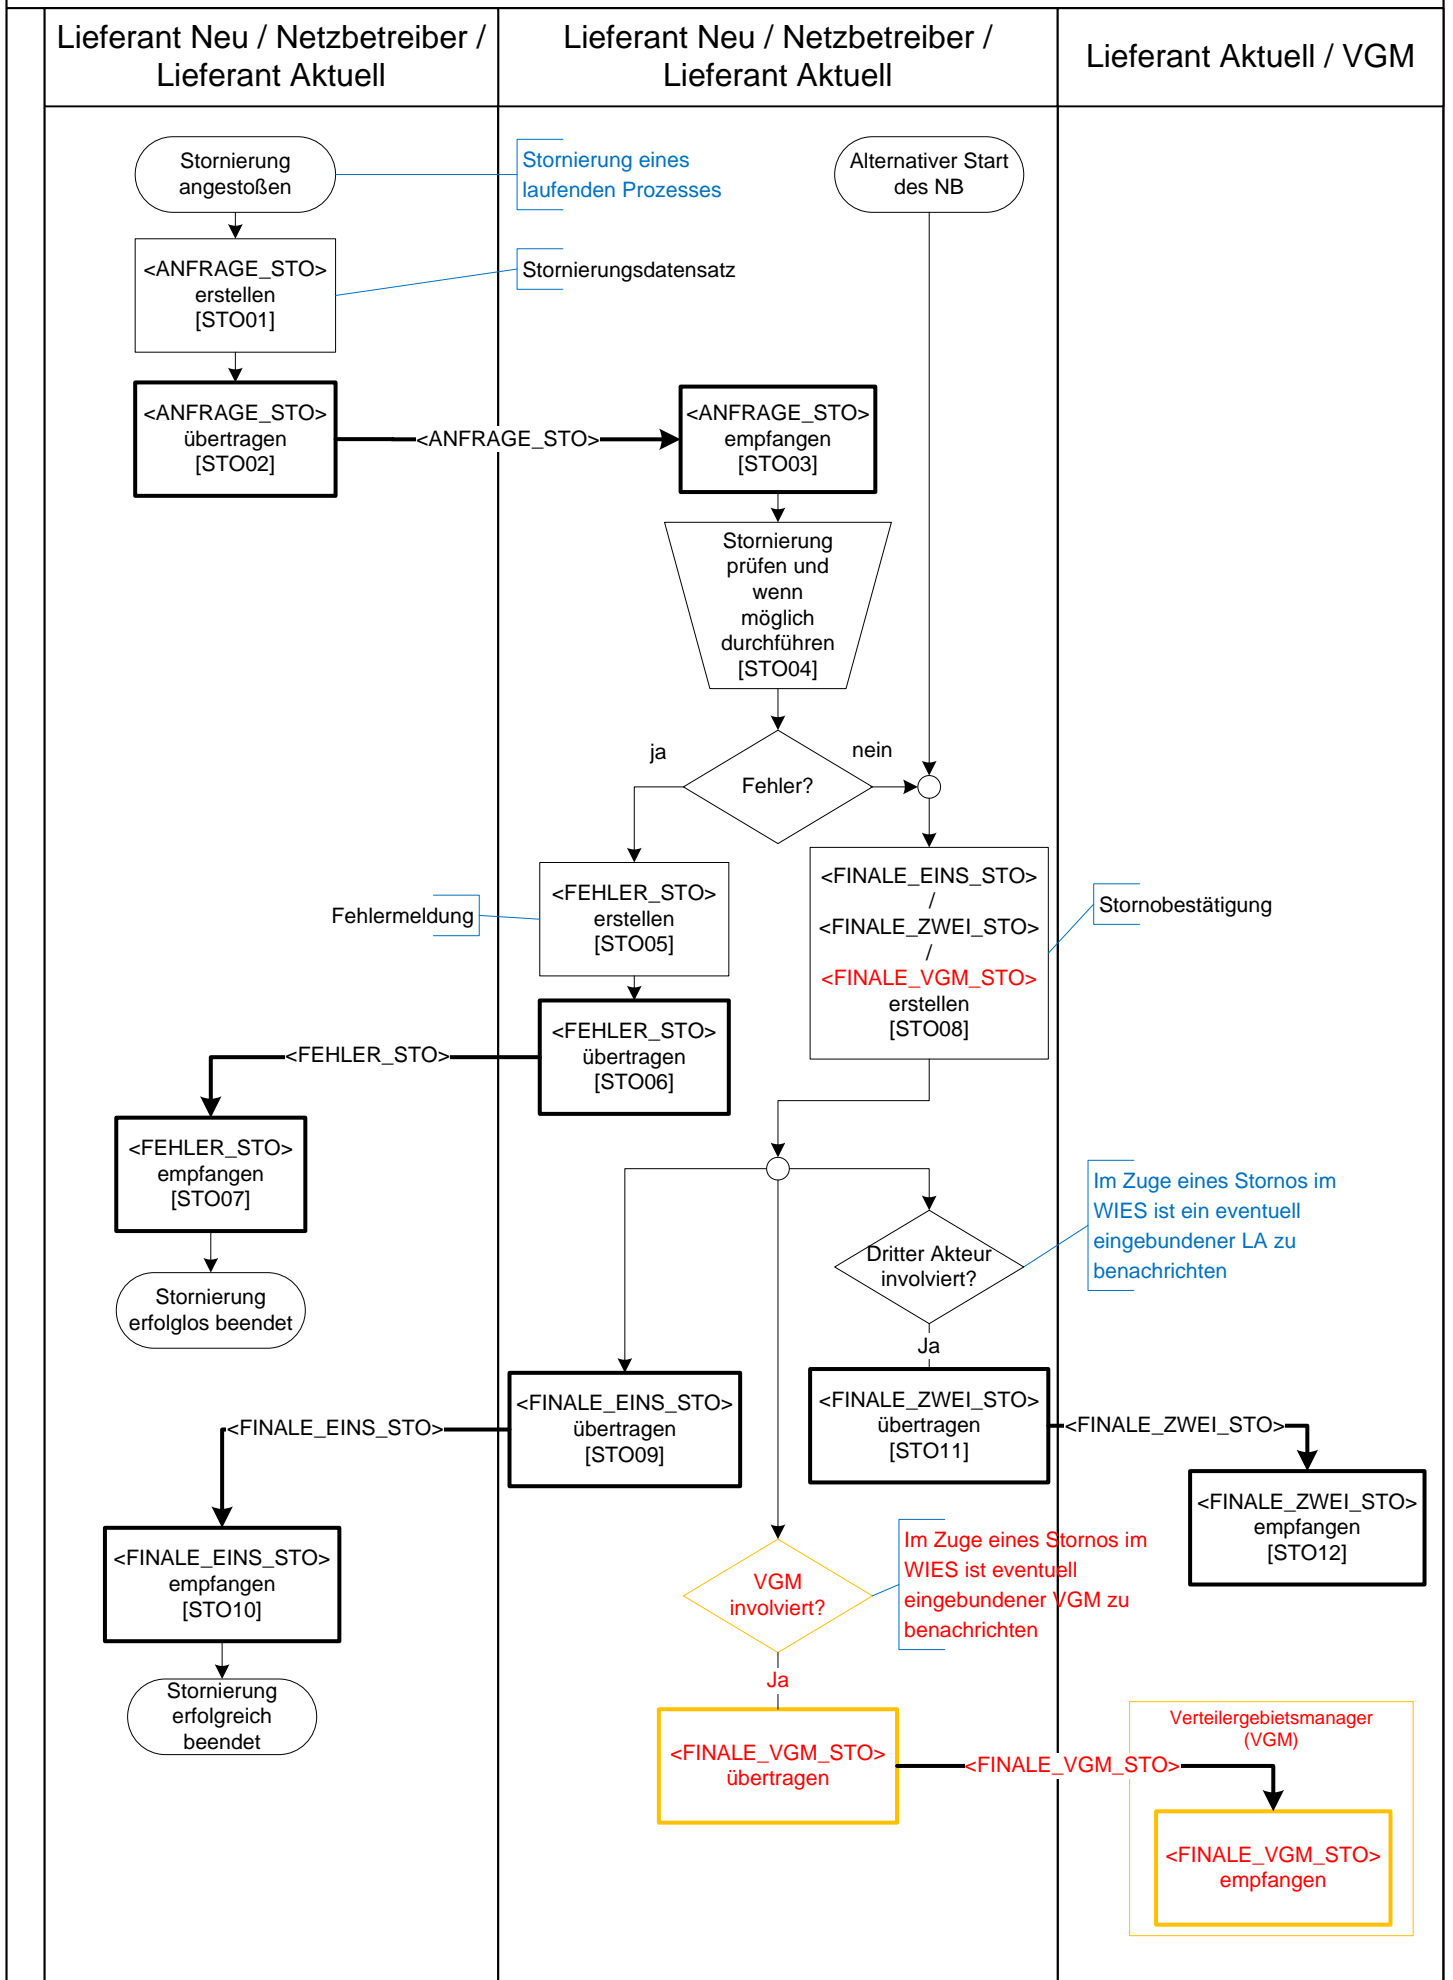 Lieferant Neu / Netzbetreiber /
Lieferant Aktuell
Lieferant Neu / Netzbetreiber /
Lieferant Aktuell
Lieferant Aktuell / VGM
Stornierung
angestoßen
Stornierung eines
laufenden Prozesses
Alternativer Start
des NB
<ANFRAGE_STO>
erstellen
[STO01]
Stornierungsdatensatz
<ANFRAGE_STO>
übertragen
[STO02]
<ANFRAGE_STO>
<ANFRAGE_STO>
empfangen
[STO03]
Stornierung
prüfen und
wenn
möglich
durchführen
[STO04]
ja
nein
Fehler?
<FEHLER_STO>
erstellen
[STO05]
Fehlermeldung
<FINALE_EINS_STO>
/
<FINALE_ZWEI_STO>
/
<FINALE_VGM_STO>
erstellen
[STO08]
Stornobestätigung
<FEHLER_STO>
übertragen
[STO06]
<FEHLER_STO>
<FEHLER_STO>
empfangen
[STO07]
Stornierung
erfolglos beendet
Dritter Akteur
involviert?
Im Zuge eines Stornos im
WIES ist ein eventuell
eingebundener LA zu
benachrichten
Ja
<FINALE_EINS_STO>
übertragen
[STO09]
<FINALE_EINS_STO>
<FINALE_ZWEI_STO>
übertragen
[STO11]
<FINALE_ZWEI_STO>
<FINALE_ZWEI_STO>
empfangen
[STO12]
<FINALE_EINS_STO>
empfangen
[STO10]
Stornierung
erfolgreich
beendet
VGM
involviert?
Im Zuge eines Stornos im
WIES ist eventuell
eingebundener VGM zu
benachrichten
Ja
<FINALE_VGM_STO>
übertragen
<FINALE_VGM_STO>
Verteilergebietsmanager
(VGM)
<FINALE_VGM_STO>
empfangen